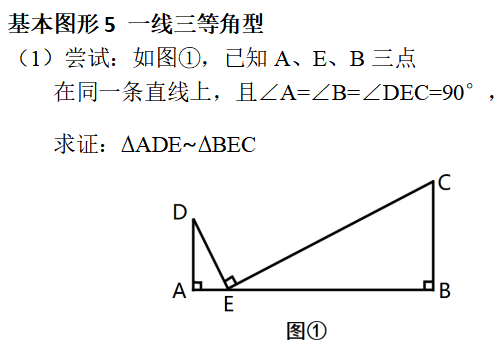 基本图形 5 一线三等角型
（1）尝试：如图①，已知 A、E、B 三点
在同一条直线上，且∠A=∠B=∠DEC=90°，
求证：ΔADE~ΔBEC
C
D
A
E
B
图①